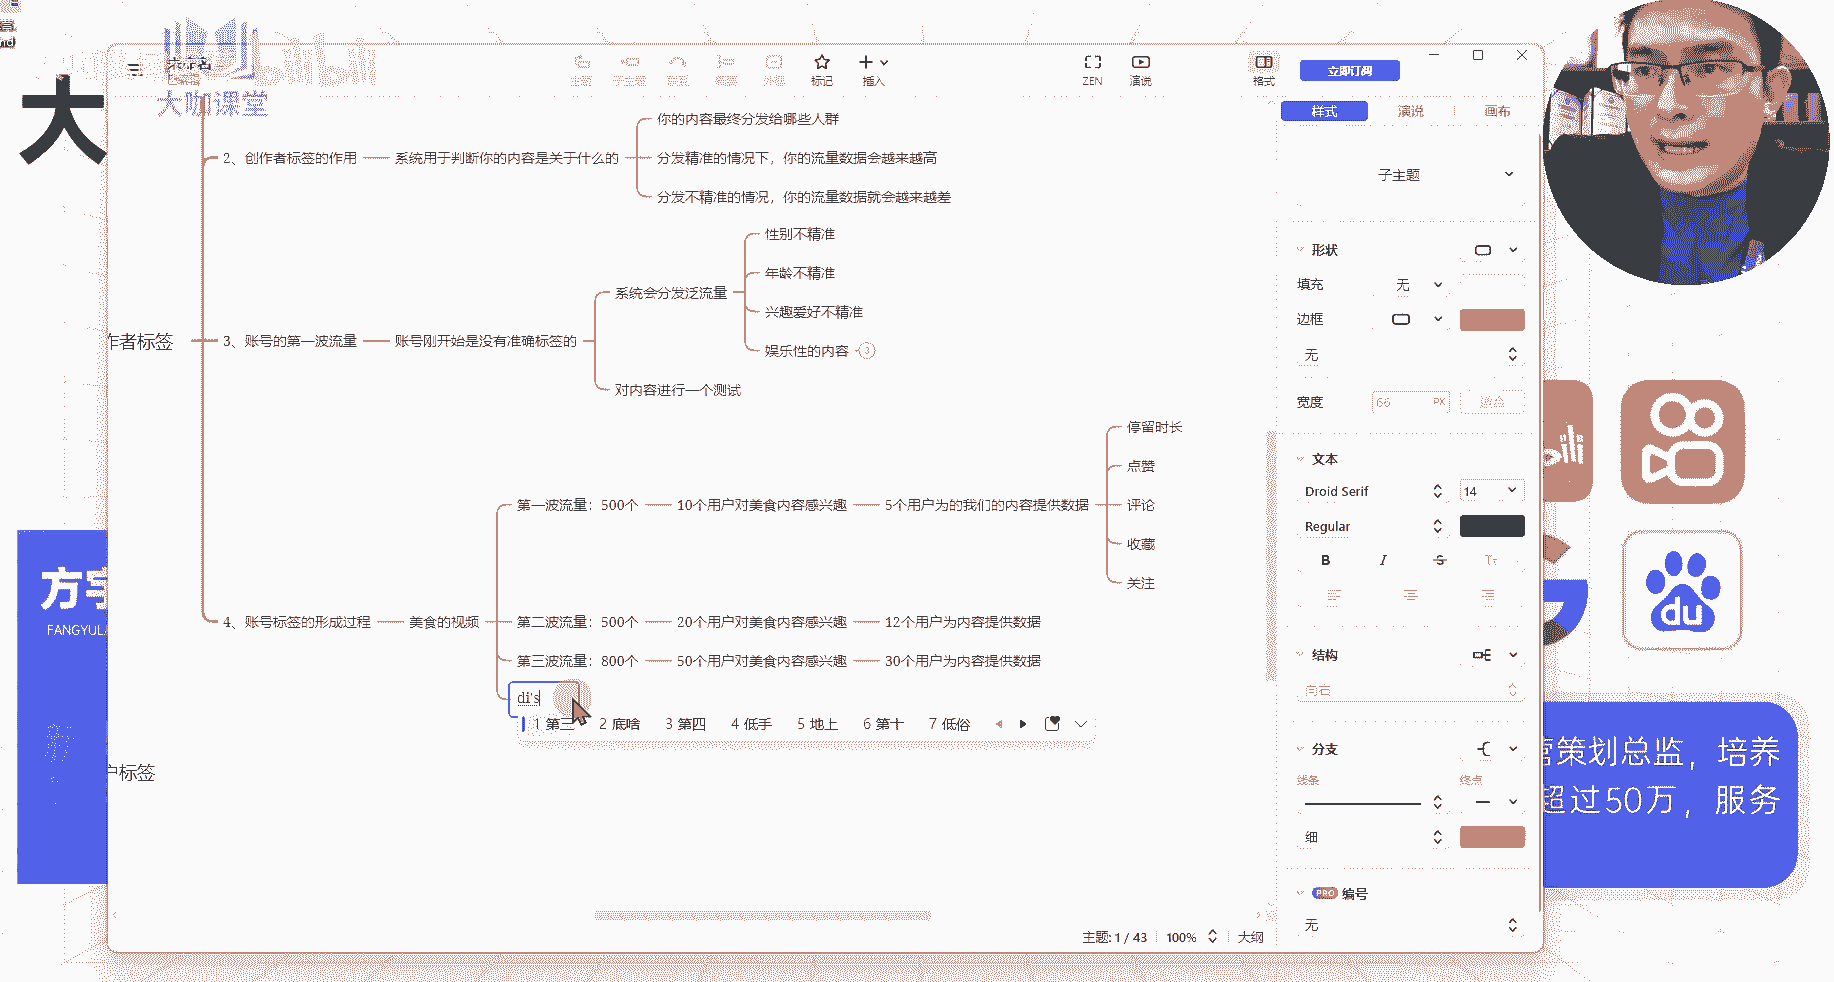 大
大咖课堂
bilibili
未命名
标记
插入
ZEN
演说
格式
立即订阅
样式
演说
画布
你的内容最终分发给哪些人群
2、创作者标签的作用
系统用于判断你的内容是关于什么的
分发精准的情况下，你的流量数据会越来越高
分发不精准的情况，你的流量数据就会越来越差
性别不精准
年龄不精准
系统会分发泛流量
兴趣爱好不精准
作者标签
3、账号的第一波流量
账号刚开始是没有准确标签的
娱乐性的内容
3
对内容进行一个测试
停留时长
点赞
第一波流量：500个
10个用户对美食内容感兴趣
5个用户为的我们的内容提供数据
评论
收藏
关注
4、账号标签的形成过程
美食的视频
第二波流量：500个
20个用户对美食内容感兴趣
12个用户为内容提供数据
第三波流量：800个
50个用户对美食内容感兴趣
30个用户为内容提供数据
di's
1 第三
2 底啥
3 第四
4 低手
5 地上
6 第十
7 低俗
户标签
子主题
形状
填充
无
边框
无
宽度
66
PX
文本
Droid Serif
14
Regular
B
I
S
Tт
结构
向右
分支
线条
终点
细
PRO
编号
无
主题: 1 / 43
100%
大纲
方宇
FANGYULA
du
营策划总监，培养
超过50万，服务